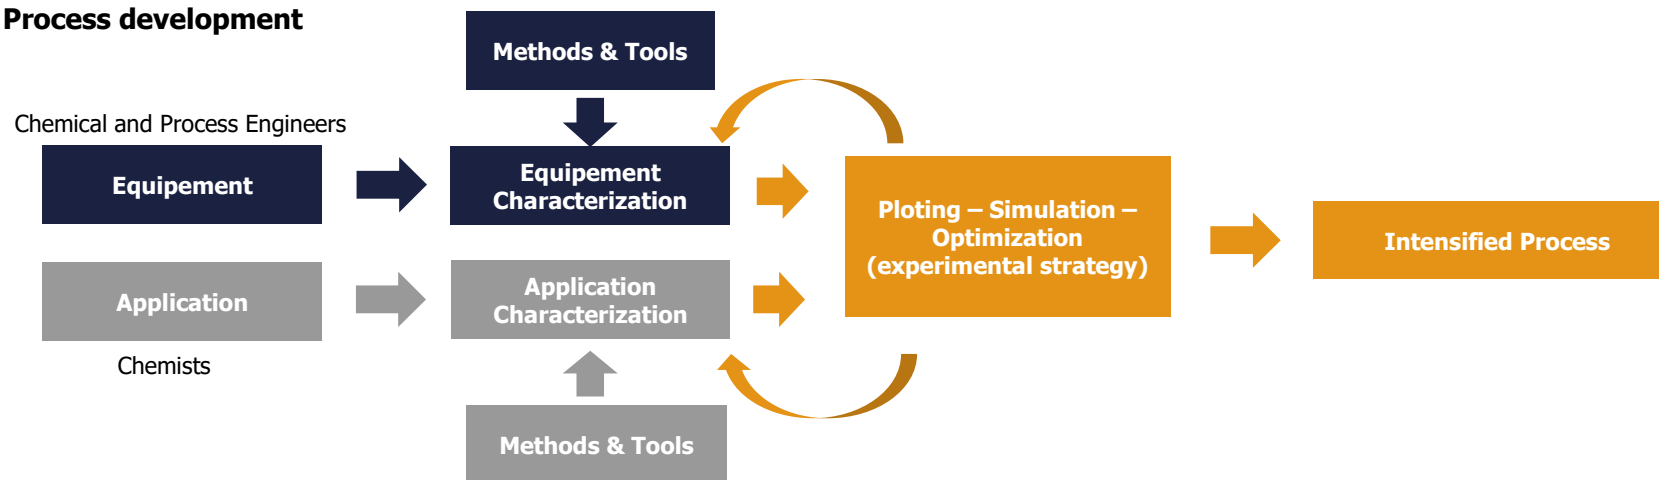 Process development
Methods & Tools
Chemical and Process Engineers
Equipement
Equipement
Characterization
Ploting – Simulation –
Optimization
(experimental strategy)
Intensified Process
Application
Application
Characterization
Chemists
Methods & Tools